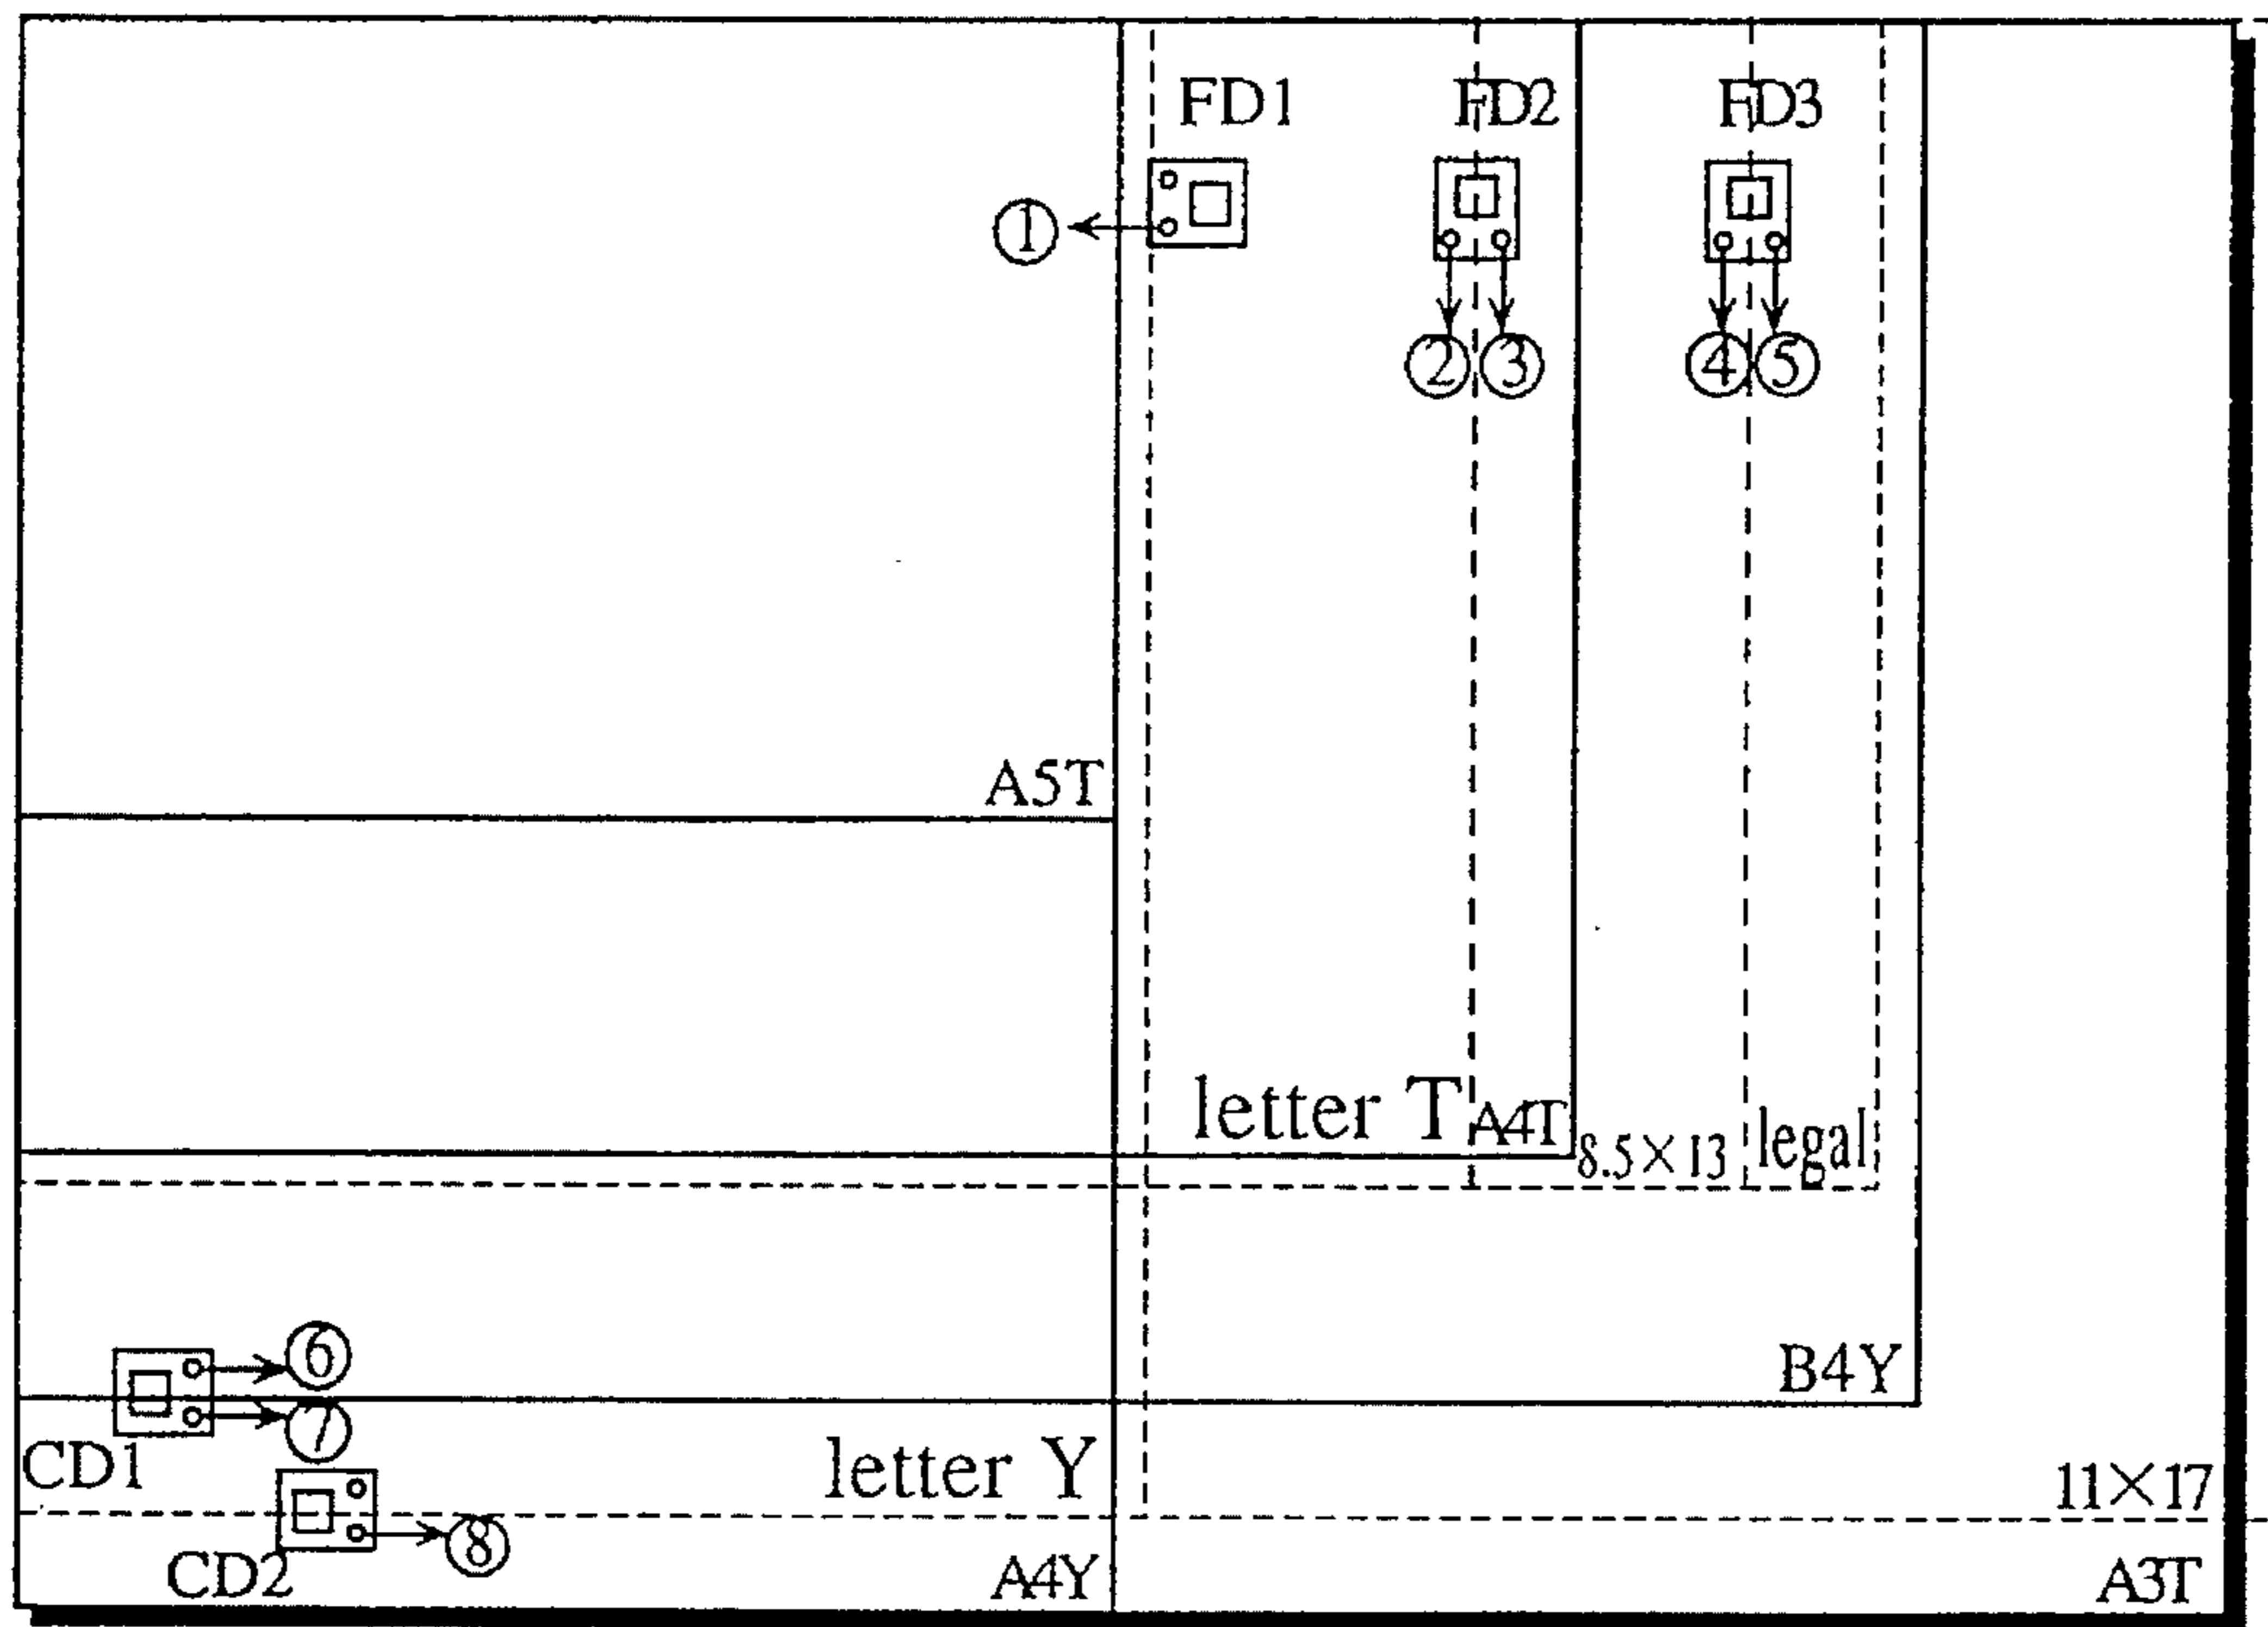 FD1 FD2 FD3
①
② ③ ④ ⑤
A5T
letter T A4T 8.5×13 legal
⑥
B4Y
⑦
CD1 letter Y 11×17
⑧
CD2 A4Y A3T